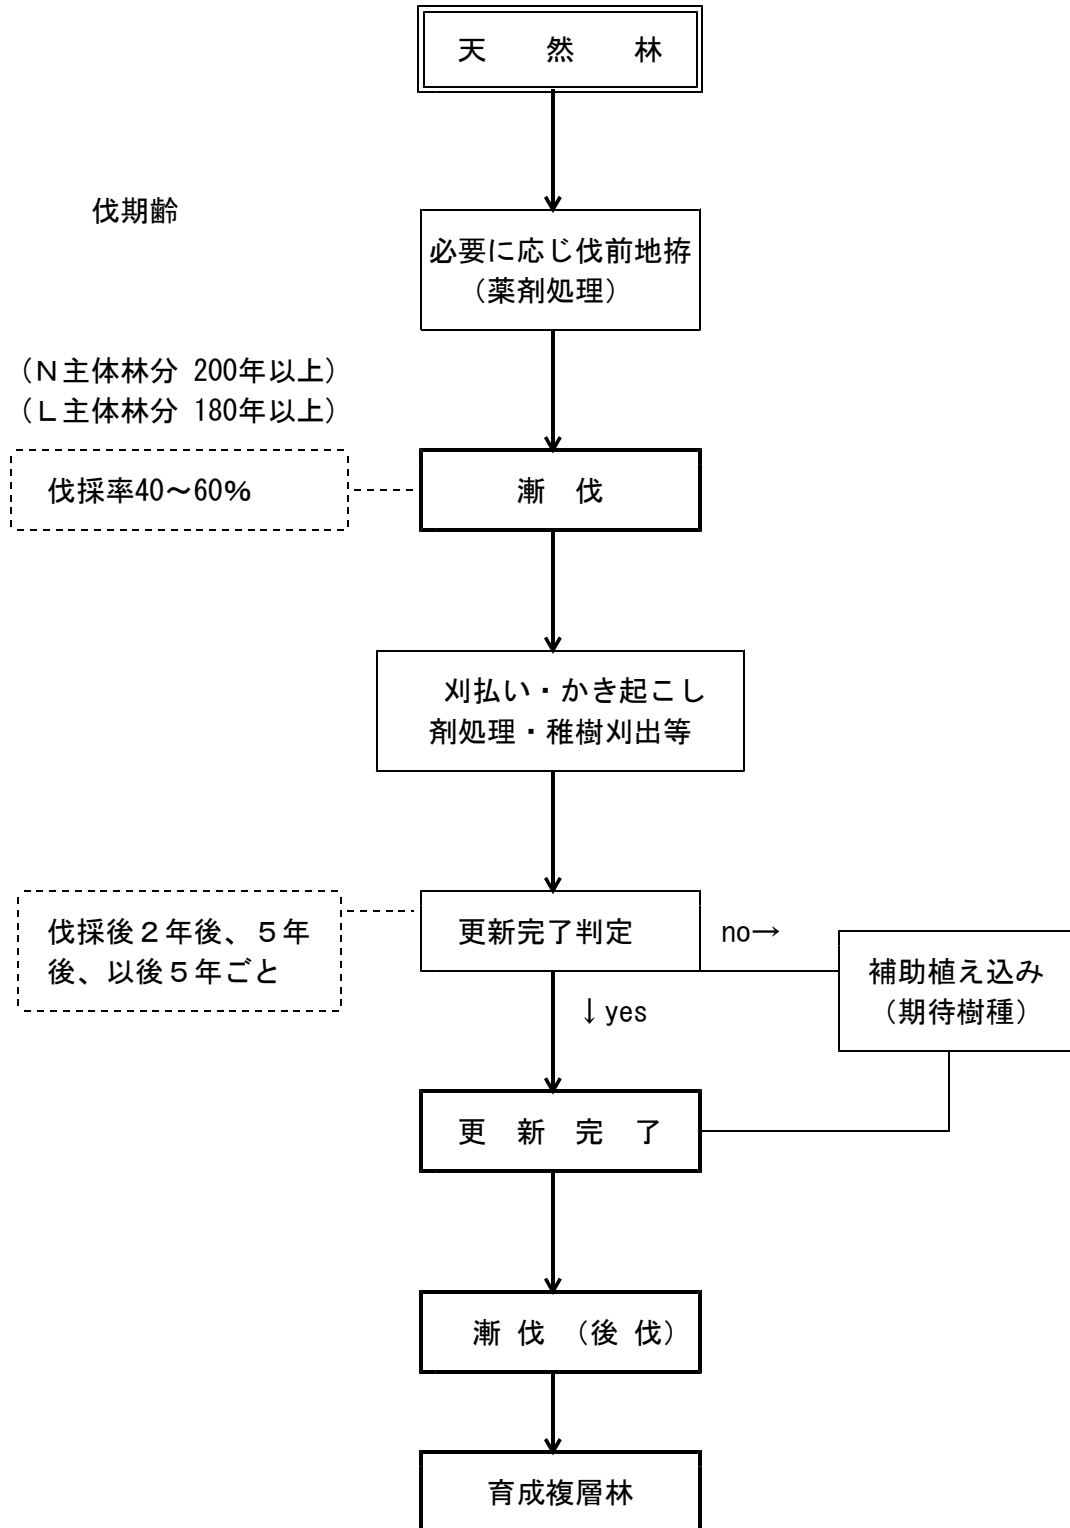 天　然　林
伐期齢
必要に応じ伐前地拵
（薬剤処理）
（Ｎ主体林分 200年以上）
（Ｌ主体林分 180年以上）
伐採率40～60％
漸　伐
刈払い・かき起こし
剤処理・稚樹刈出等
伐採後２年後、５年
後、以後５年ごと
更新完了判定
no→
補助植え込み
（期待樹種）
↓yes
更　新　完　了
漸 伐 （後 伐）
育成複層林